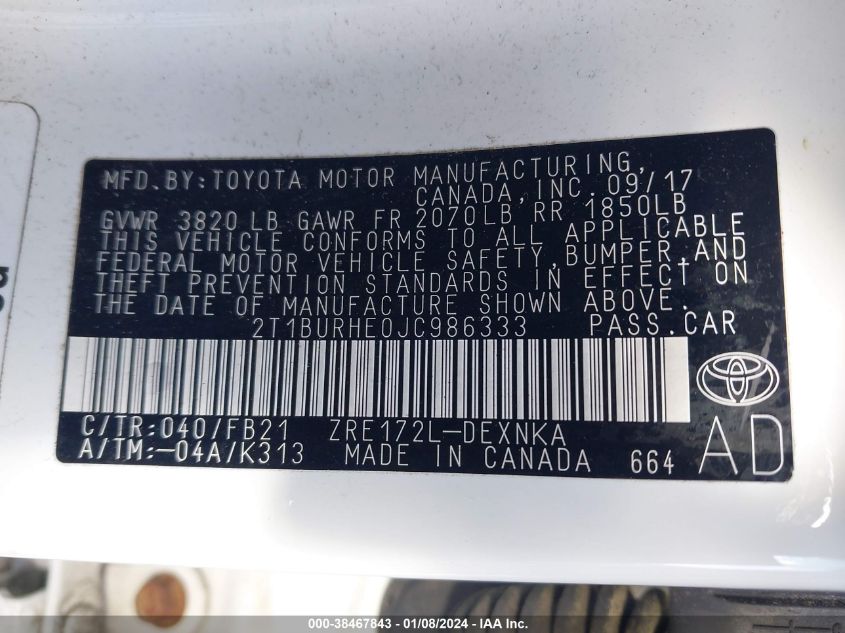 MFD.BY:TOYOTA MOTOR MANUFACTURING,
CANADA,INC.09/17
GVWR 3820 LB GAWR FR 2070LB RR 1850LB
THIS VEHICLE CONFORMS TO ALL APPLICABLE
FEDERAL MOTOR VEHICLE SAFETY,BUMPER,AND
THEFT PREVENTION STANDARDS IN EFFECT ON
THE DATE OF MANUFACTURE SHOWN ABOVE.
2T1BURHE0JC986333 PASS.CAR
C/TR:040/FB21 ZRE172L-DEXNKA
A/TM:-04A/K313 MADE IN CANADA 664 AD
000-38467843 - 01/08/2024 - IAA Inc.